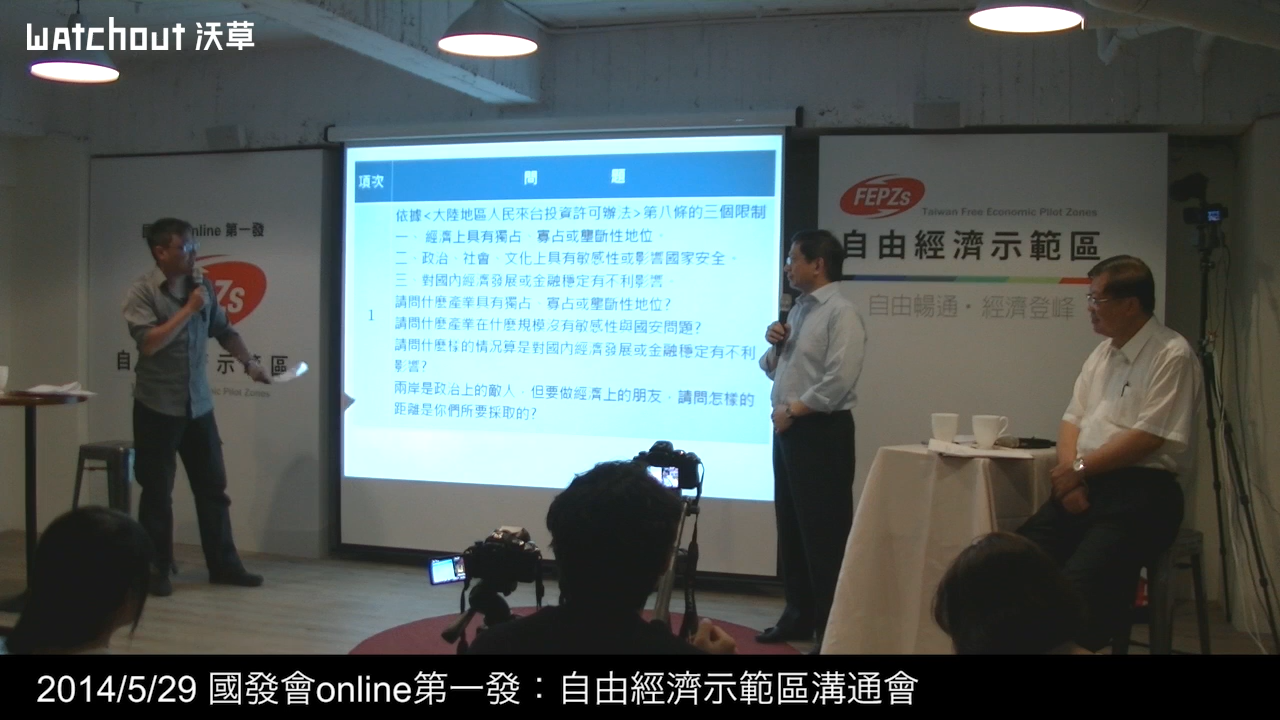 watchout 沃草
項次 問題
依據<大陸地區人民來台投資許可辦法>第八條的三個限制
一、經濟上具有獨占、寡占或壟斷性地位。
二、政治、社會、文化上具有敏感性或影響國家安全。
三、對國內經濟發展或金融穩定有不利影響。
請問什麼產業具有獨占、寡占或壟斷性地位?
1
請問什麼產業在什麼規模沒有敏感性與國安問題?
請問什麼樣的情況算是對國內經濟發展或金融穩定有不利
影響?
兩岸是政治上的敵人,但要做經濟上的朋友,請問怎樣的
距離是你們所要採取的?
online 第一發
Zs
自
示範區
Pilot Zones
FEPZs
Taiwan Free Economic Pilot Zones
自由經濟示範區
自由暢通·經濟登峰
2014/5/29 國發會online第一發：自由經濟示範區溝通會